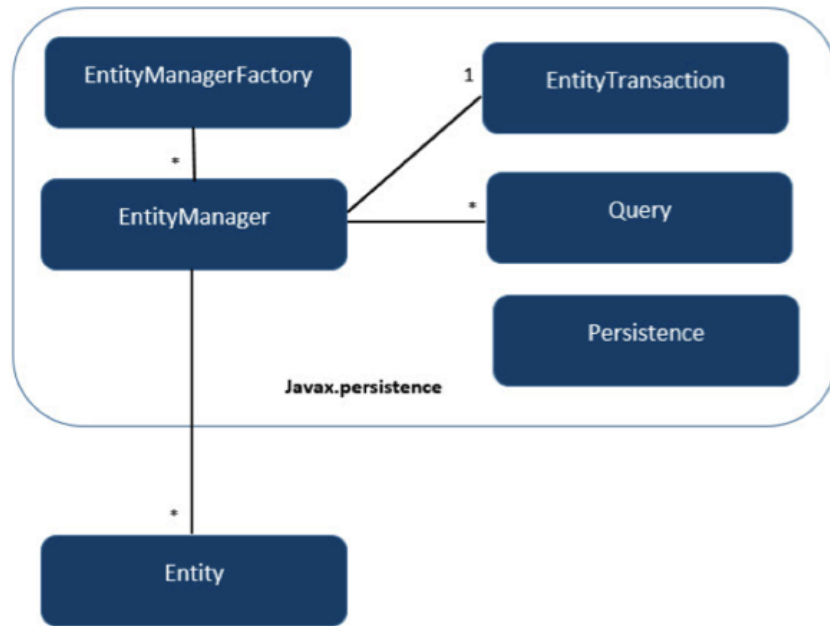 EntityManagerFactory
1
EntityTransaction
*
EntityManager
*
Query
Persistence
Javax.persistence
*
Entity